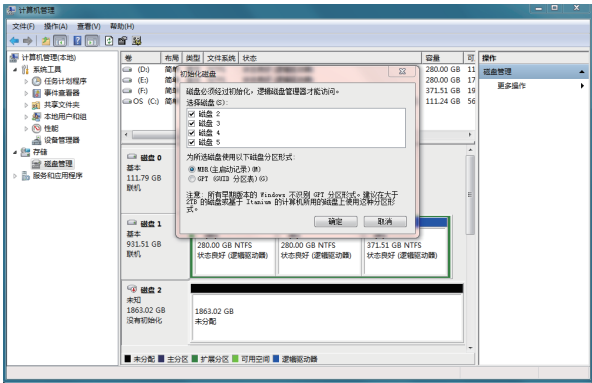 计算机管理
文件(F) 操作(A) 查看(V) 帮助(H)
计算机管理(本地)
系统工具
任务计划程序
事件查看器
共享文件夹
本地用户和组
性能
设备管理器
存储
磁盘管理
服务和应用程序
卷 布局 类型 文件系统 状态 容量 可
(D:) 280.00 GB 11
(E:) 280.00 GB 17
(F:) 371.51 GB 19
OS (C:) 111.24 GB 56
操作
磁盘管理
更多操作
初始化磁盘
磁盘必须经过初始化，逻辑磁盘管理器才能访问。
选择磁盘(S):
磁盘 2
磁盘 3
磁盘 4
磁盘 5
为所选磁盘使用以下磁盘分区形式:
MBR(主启动记录)(M)
GPT (GUID 分区表)(G)
注意: 所有早期版本的 Windows 不识别 GPT 分区形式。建议在大于
2TB 的磁盘或基于 Itanium 的计算机所用的磁盘上使用这种分区形
式。
确定 取消
磁盘 0
基本
111.79 GB
联机
磁盘 1
基本
931.51 GB
联机
280.00 GB NTFS
状态良好 (逻辑驱动器)
280.00 GB NTFS
状态良好 (逻辑驱动器)
371.51 GB NTFS
状态良好 (逻辑驱动器)
磁盘 2
未知
1863.02 GB
没有初始化
1863.02 GB
未分配
未分配 主分区 扩展分区 可用空间 逻辑驱动器